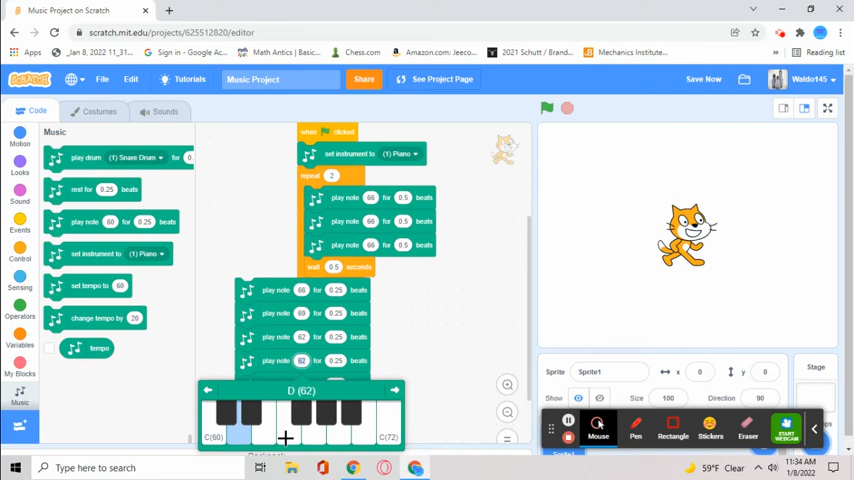 Music Project on Scratch
scratch.mit.edu/projects/625512820/editor
Apps
_Jan 8, 2022 11_31...
Sign in - Google Ac...
Math Antics | Basic...
Chess.com
Amazon.com: Jeeco...
2021 Schutt / Brand...
Mechanics Institute...
Reading list
SCRATCH
File
Edit
Tutorials
Music Project
Share
See Project Page
Save Now
Waldo145
Code
Costumes
Sounds
Motion
Looks
Sound
Events
Control
Sensing
Operators
Variables
My Blocks
Music
Music
play drum (1) Snare Drum for 0.
rest for 0.25 beats
play note 60 for 0.25 beats
set instrument to (1) Piano
set tempo to 60
change tempo by 20
tempo
when clicked
set instrument to (1) Piano
repeat 2
play note 66 for 0.5 beats
play note 66 for 0.5 beats
play note 66 for 0.5 beats
wait 0.5 seconds
play note 66 for 0.25 beats
play note 69 for 0.25 beats
play note 62 for 0.25 beats
play note 62 for 0.25 beats
D (62)
C(60)
C(72)
Sprite
Sprite1
x 0
y 0
Show
Size 100
Direction 90
Stage
Mouse
Pen
Rectangle
Stickers
Eraser
START WEBCAM
Type here to search
59°F Clear
11:34 AM
1/8/2022